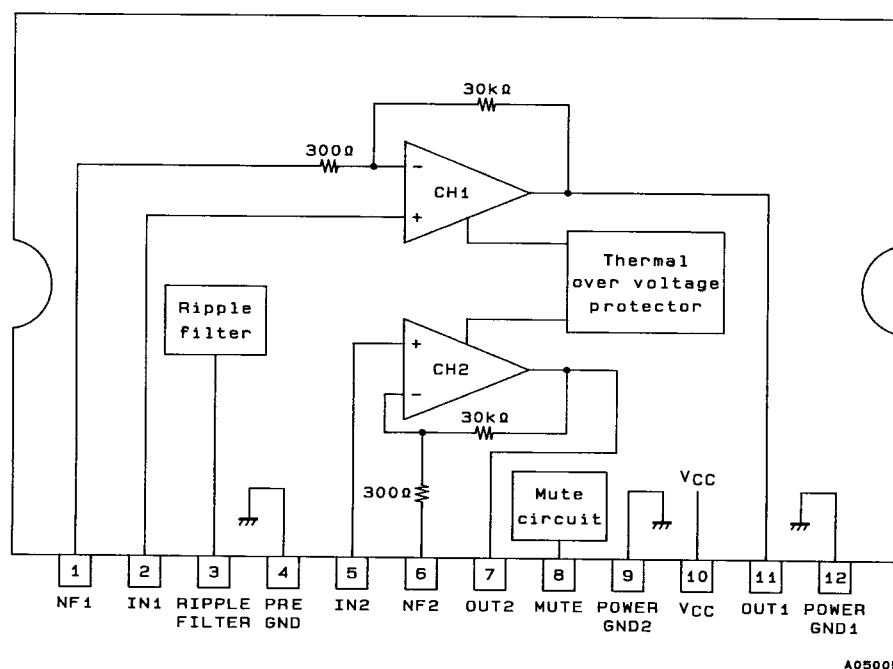 30kΩ
300Ω
-
CH1
+
Thermal
over voltage
protector
Ripple
filter
+
CH2
-
30kΩ
300Ω
Mute
circuit
VCC
1
2
3
4
5
6
7
8
9
10
11
12
NF1
IN1
RIPPLE
FILTER
PRE
GND
IN2
NF2
OUT2
MUTE
POWER
GND2
VCC
OUT1
POWER
GND1